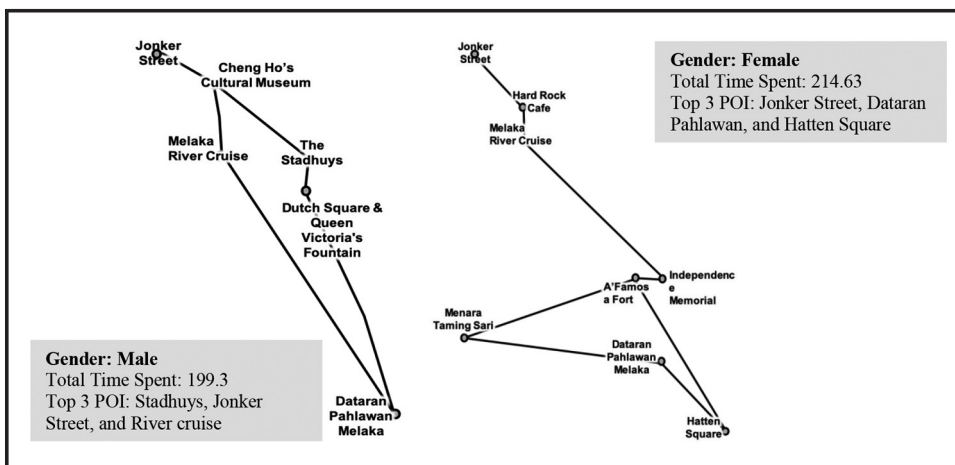 Jonker
Street
Cheng Ho's
Cultural Museum
Melaka
River Cruise
The
Stadhuys
Dutch Square &
Queen
Victoria's
Fountain
Dataran
Pahlawan
Melaka
Gender: Male
Total Time Spent: 199.3
Top 3 POI: Stadhuys, Jonker
Street, and River cruise
Jonker
Street
Hard Rock
Cafe
Melaka
River Cruise
Independenc
e
Memorial
A'Famos
a Fort
Menara
Taming Sari
Dataran
Pahlawan
Melaka
Hatten
Square
Gender: Female
Total Time Spent: 214.63
Top 3 POI: Jonker Street, Dataran
Pahlawan, and Hatten Square